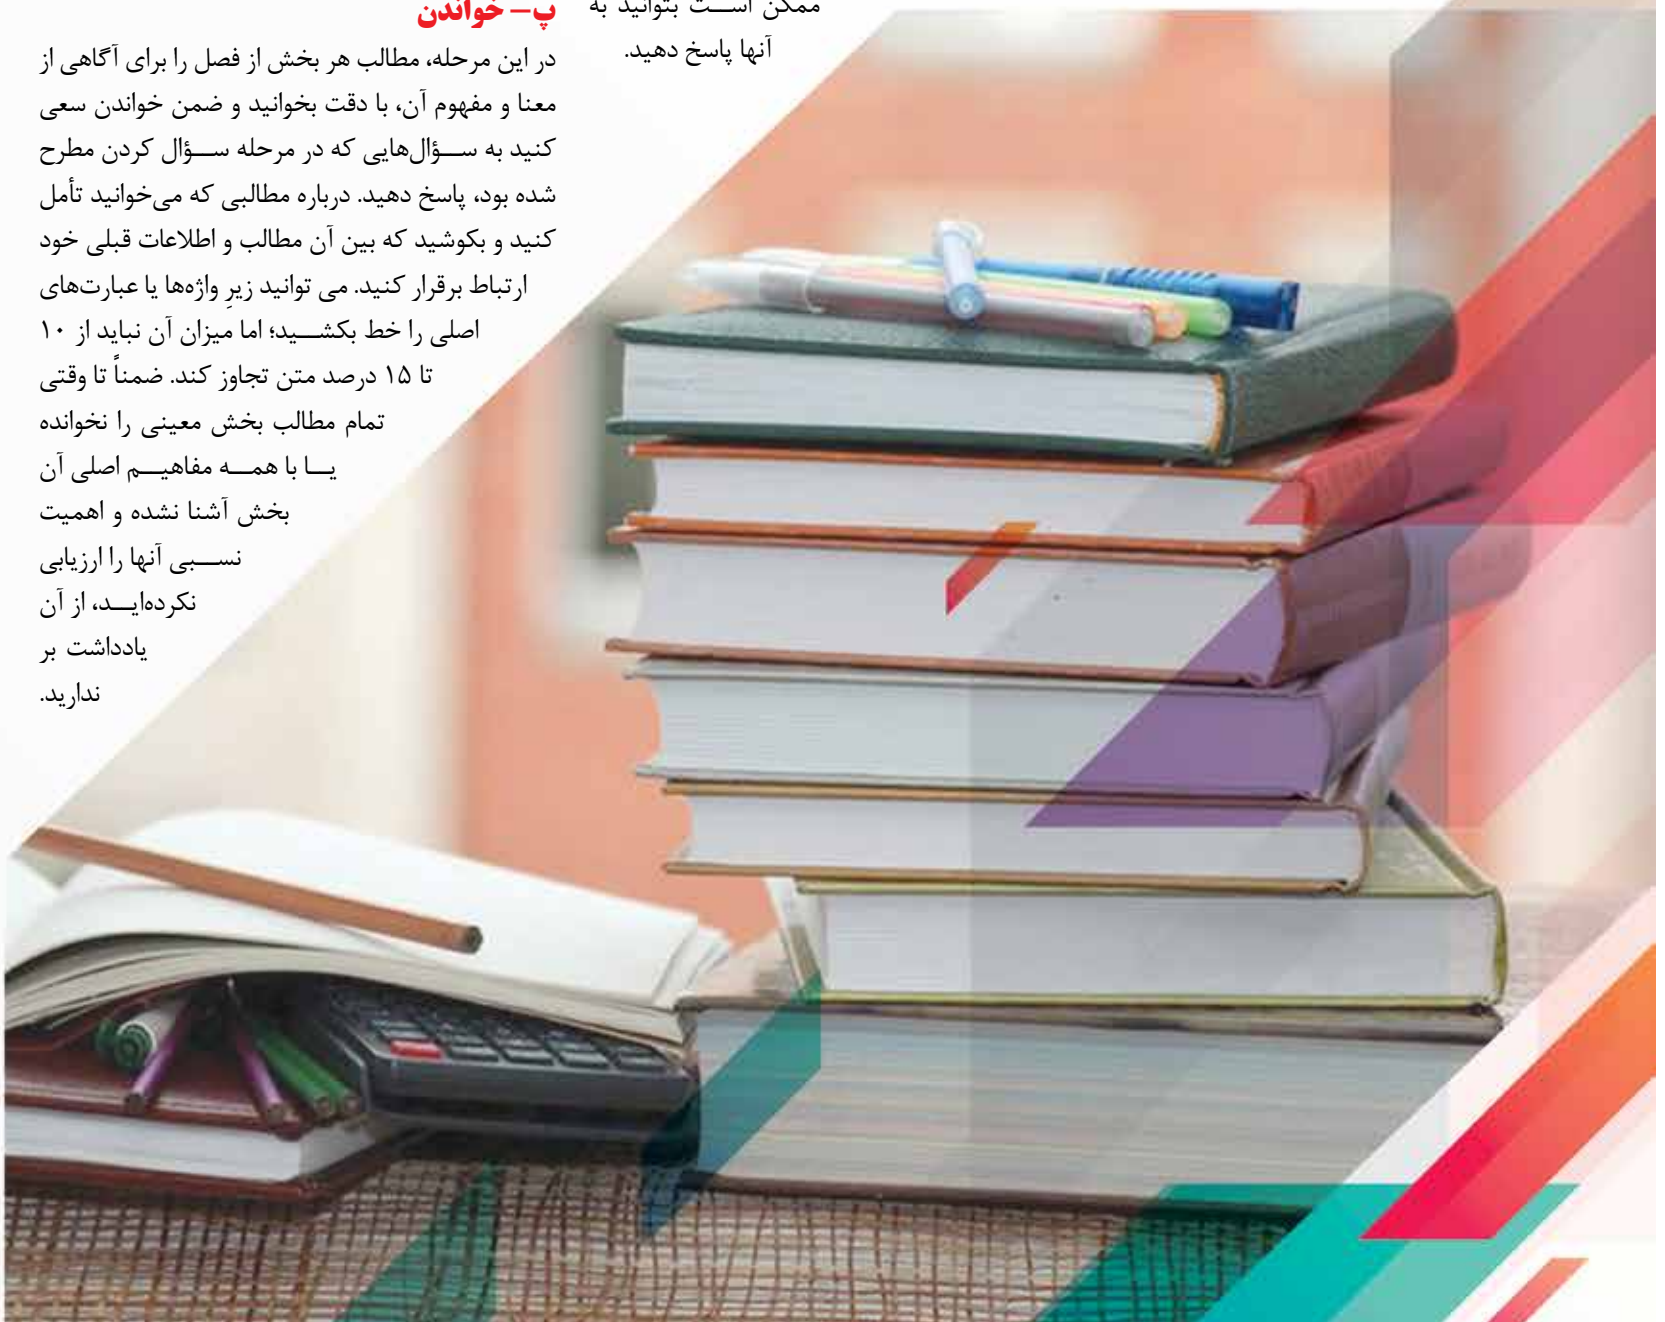 ممکن است بتوانید به
آنها پاسخ دهید.
پ– خواندن
در این مرحله، مطالب هر بخش از فصل را برای آگاهی از
معنا و مفهوم آن، با دقت بخوانید و ضمن خواندن سعی
کنید به سؤال‌هایی که در مرحله سؤال کردن مطرح
شده بود، پاسخ دهید. درباره مطالبی که می‌خوانید تأمل
کنید و بکوشید که بین آن مطالب و اطلاعات قبلی خود
ارتباط برقرار کنید. می توانید زیرِ واژه‌ها یا عبارت‌های
اصلی را خط بکشید؛ اما میزان آن نباید از ۱۰
تا ۱۵ درصد متن تجاوز کند. ضمناً تا وقتی
تمام مطالب بخش معینی را نخوانده
یا با همه مفاهیم اصلی آن
بخش آشنا نشده و اهمیت
نسبی آنها را ارزیابی
نکرده‌اید، از آن
یادداشت بر
ندارید.